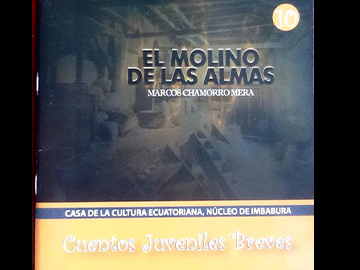 10
EL MOLINO
DE LAS ALMAS
MARCOS CHAMORRO MERA
CASA DE LA CULTURA ECUATORIANA, NÚCLEO DE IMBABURA
Cuentos Juveniles Breves